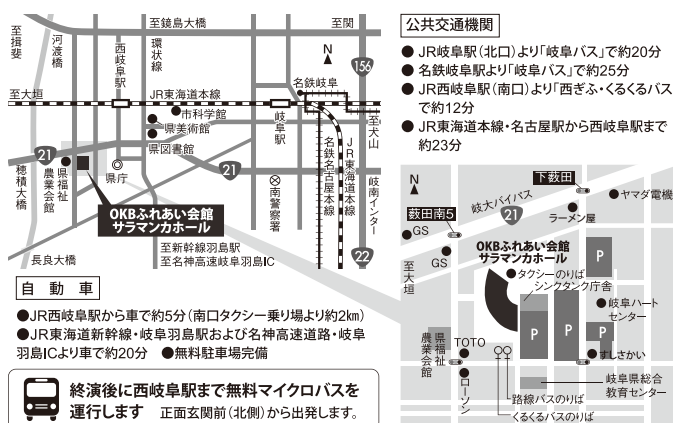 至揖斐
河渡橋
至鏡島大橋
西岐阜駅
環状線
至関
N
156
名鉄岐阜
至大垣
JR東海道本線
市科学館
県美術館
県図書館
岐阜駅
至犬山
21
県福祉
農業会館
県庁
21
穂積大橋
南警察署
名鉄名古屋本線
JR東海道本線
岐南インター
OKBふれあい会館
サラマンカホール
長良大橋
至新幹線羽島駅
至名神高速岐阜羽島IC
22
自動車
●JR西岐阜駅から車で約5分(南口タクシー乗り場より約2km)
●JR東海道新幹線・岐阜羽島駅および名神高速道路・岐阜
羽島ICより車で約20分 ●無料駐車場完備
終演後に西岐阜駅まで無料マイクロバスを
運行します 正面玄関前(北側)から出発します。
公共交通機関
● JR岐阜駅(北口)より「岐阜バス」で約20分
● 名鉄岐阜駅より「岐阜バス」で約25分
● JR西岐阜駅(南口)より「西ぎふ・くるくるバス」
で約12分
● JR東海道本線・名古屋駅から西岐阜駅まで
約23分
N
下薮田
岐大バイパス
21
ヤマダ電機
ラーメン屋
薮田南5
GS
GS
至大垣
OKBふれあい会館
サラマンカホール
P
タクシーのりば
シンクタンク庁舎
岐阜ハート
センター
P
P
P
県福祉
農業会館
TOTO
すしさかい
ローソン
岐阜県総合
教育センター
路線バスのりば
くるくるバスのりば